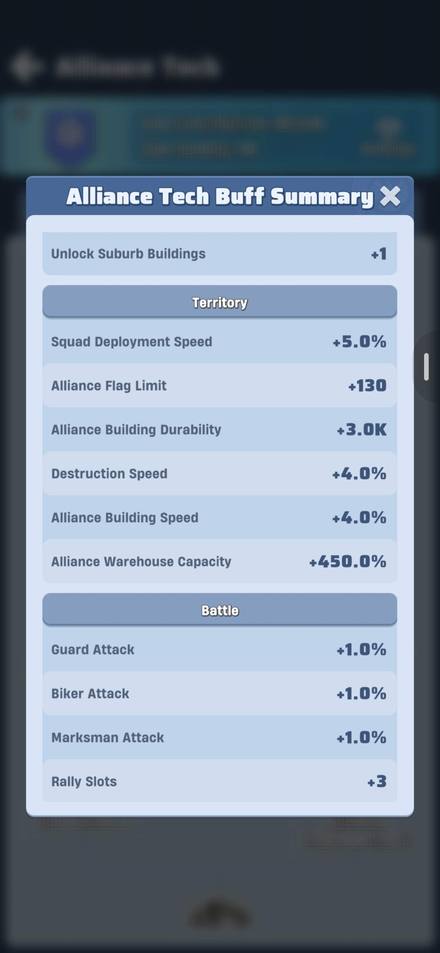 Alliance Tech
Alliance Tech Buff Summary
Unlock Suburb Buildings +1
Territory
Squad Deployment Speed +5.0%
Alliance Flag Limit +130
Alliance Building Durability +3.0K
Destruction Speed +4.0%
Alliance Building Speed +4.0%
Alliance Warehouse Capacity +450.0%
Battle
Guard Attack +1.0%
Biker Attack +1.0%
Marksman Attack +1.0%
Rally Slots +3